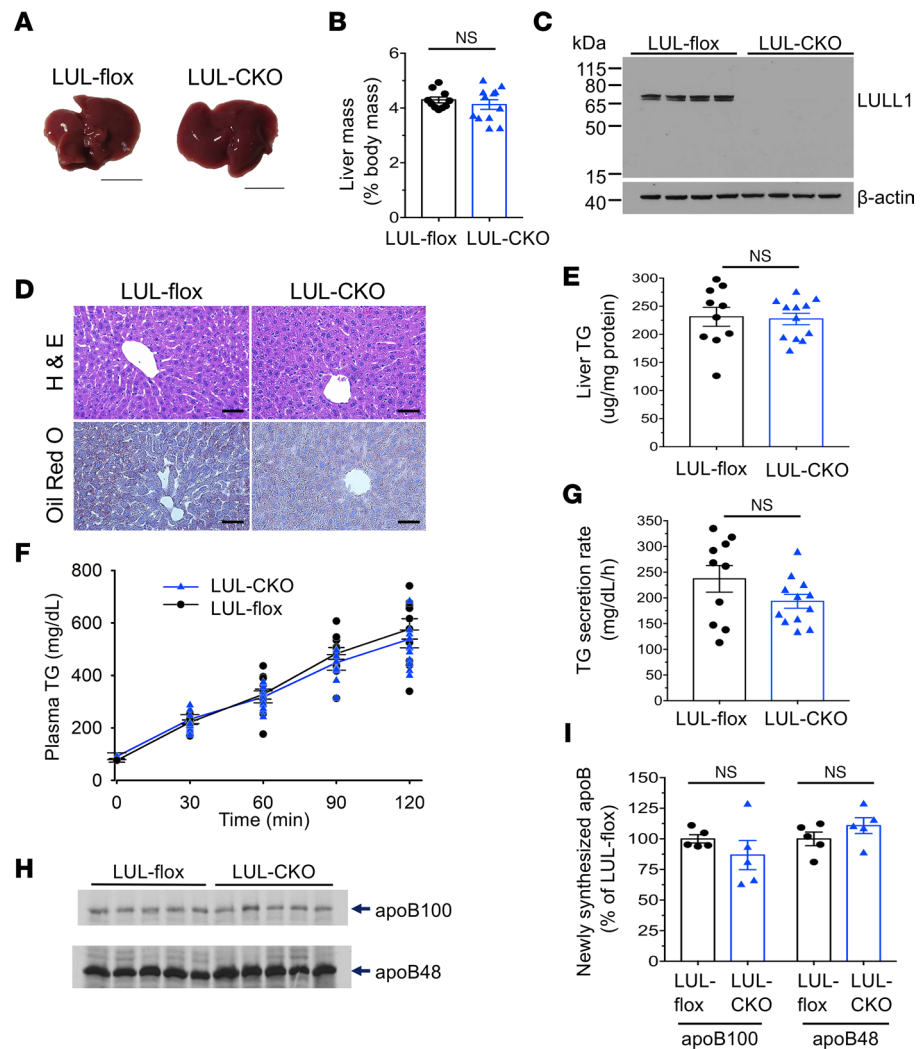 A
LUL-flox
LUL-CKO
B
NS
Liver mass
(% body mass)
6
4
2
0
LUL-flox
LUL-CKO
C
kDa
LUL-flox
LUL-CKO
115
80
65
50
15
40
LULL1
β-actin
D
LUL-flox
LUL-CKO
H & E
Oil Red O
E
NS
Liver TG
(ug/mg protein)
300
250
200
150
100
50
0
LUL-flox
LUL-CKO
F
Plasma TG (mg/dL)
800
600
400
200
0
LUL-CKO
LUL-flox
0
30
60
90
120
Time (min)
G
NS
TG secretion rate
(mg/dL/h)
350
300
250
200
150
100
50
0
LUL-flox
LUL-CKO
H
LUL-flox
LUL-CKO
apoB100
apoB48
I
NS
NS
Newly synthesized apoB
(% of LUL-flox)
150
125
100
75
50
25
0
LUL-
flox
LUL-
CKO
LUL-
flox
LUL-
CKO
apoB100
apoB48